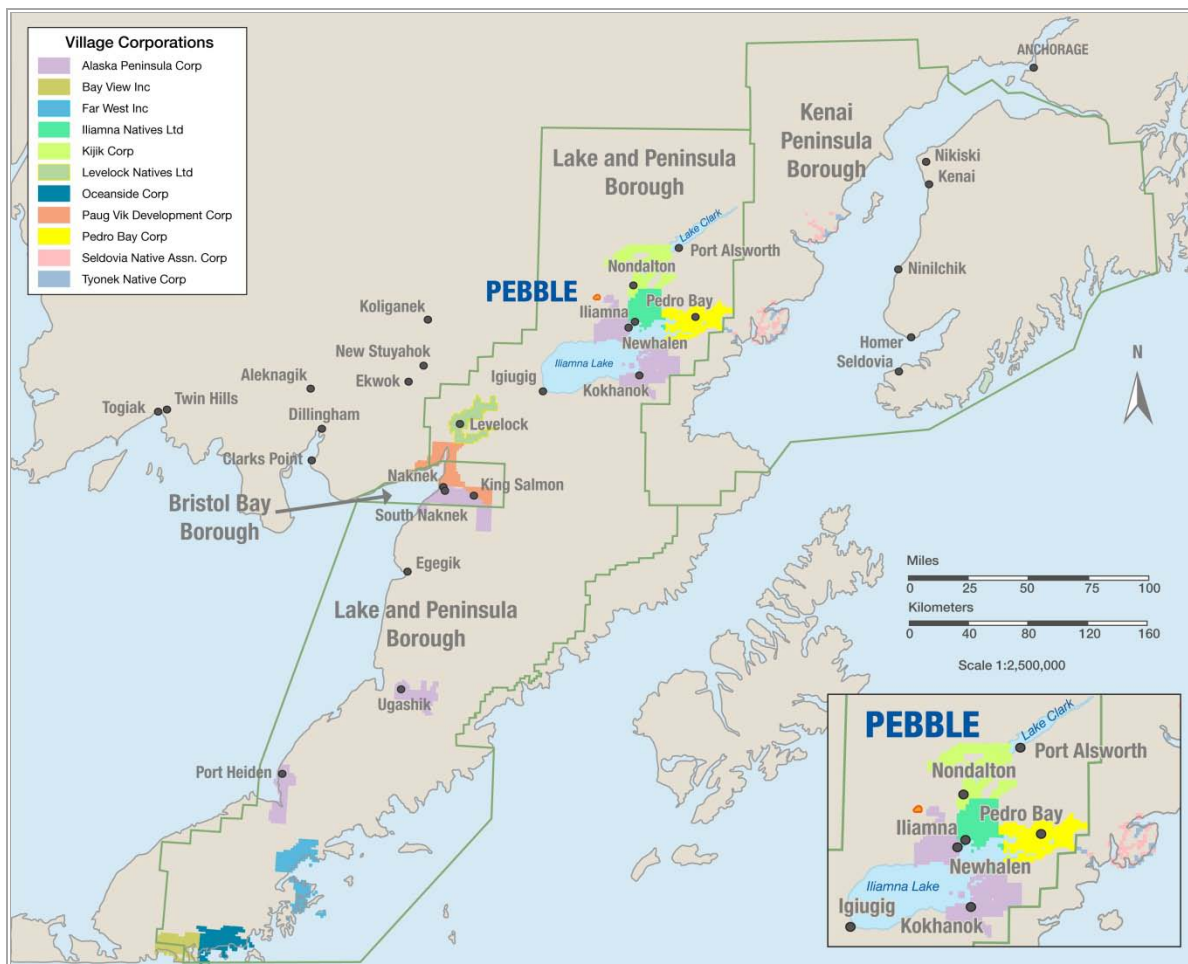 Village Corporations
Alaska Peninsula Corp
Bay View Inc
Far West Inc
Iliamna Natives Ltd
Kijik Corp
Levelock Natives Ltd
Oceanside Corp
Paug Vik Development Corp
Pedro Bay Corp
Seldovia Native Assn. Corp
Tyonek Native Corp
ANCHORAGE
Kenai
Peninsula
Borough
Lake and Peninsula
Borough
Nikiski
Kenai
Lake Clark
Port Alsworth
Nondalton
Ninilchik
PEBBLE
Pedro Bay
Iliamna
Koliganek
Newhalen
Homer
New Stuyahok
Iliamna Lake
Seldovia
Aleknagik
Ekwok
Igiugig
Kokhanok
Togiak
Twin Hills
Dillingham
Levelock
Clarks Point
Naknek
King Salmon
Bristol Bay
Borough
South Naknek
Egegik
Lake and Peninsula
Borough
Ugashik
Port Heiden
N
Miles
0 25 50 75 100
Kilometers
0 40 80 120 160
Scale 1:2,500,000
PEBBLE
Lake Clark
Port Alsworth
Nondalton
Pedro Bay
Iliamna
Newhalen
Iliamna Lake
Igiugig
Kokhanok